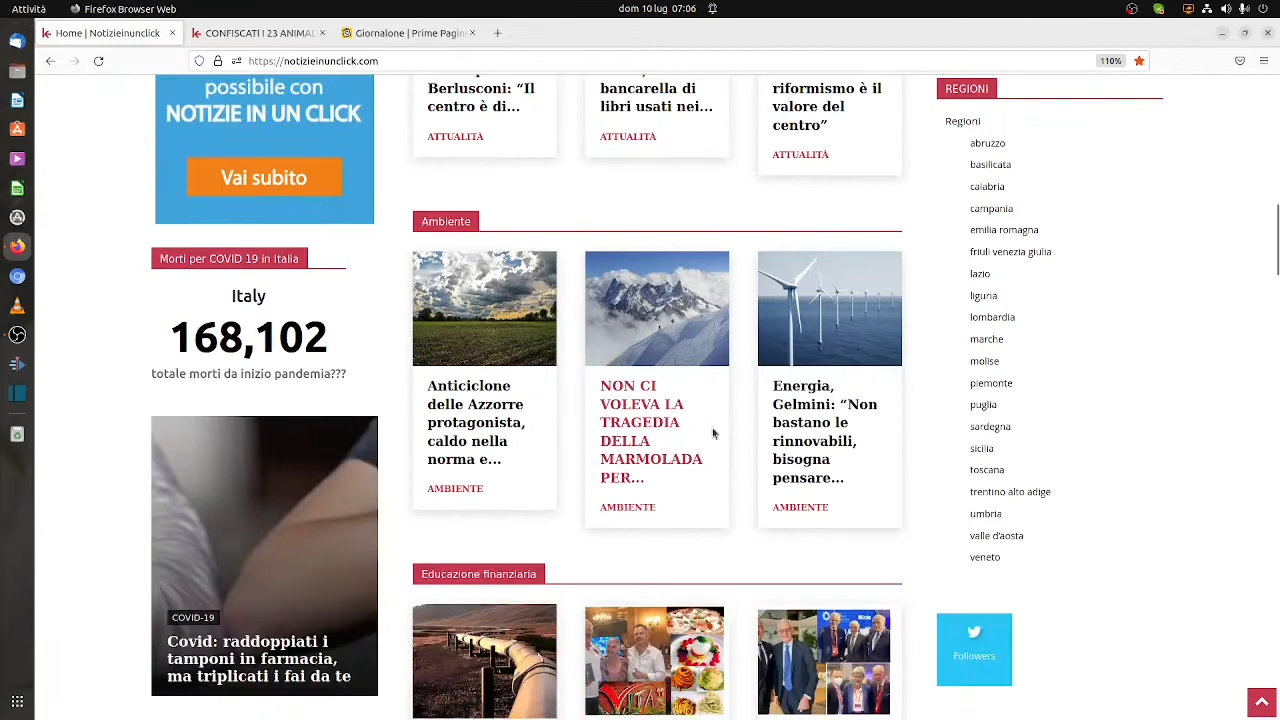 Attività
Firefox Browser Web
dom 10 lug 07:06
Home | Notizieinunclick
CONFISCATI I 23 ANIMAL
Giornalone | Prime Pagin
https://notizieinunclick.com
110%
possibile con
NOTIZIE IN UN CLICK
Vai subito
Morti per COVID 19 in Italia
Italy
168,102
totale morti da inizio pandemia???
COVID-19
Covid: raddoppiati i
tamponi in farmacia,
ma triplicati i fai da te
Berlusconi: “Il
centro è di...
ATTUALITÀ
bancarella di
libri usati nei...
ATTUALITÀ
riformismo è il
valore del
centro”
ATTUALITÀ
Ambiente
Anticiclone
delle Azzorre
protagonista,
caldo nella
norma e...
AMBIENTE
NON CI
VOLEVA LA
TRAGEDIA
DELLA
MARMOLADA
PER...
AMBIENTE
Energia,
Gelmini: “Non
bastano le
rinnovabili,
bisogna
pensare...
AMBIENTE
Educazione finanziaria
VITA
REGIONI
Regioni
abruzzo
basilicata
calabria
campania
emilia romagna
friuli venezia giulia
lazio
liguria
lombardia
marche
molise
piemonte
puglia
sardegna
sicilia
toscana
trentino alto adige
umbria
valle d'aosta
veneto
Followers